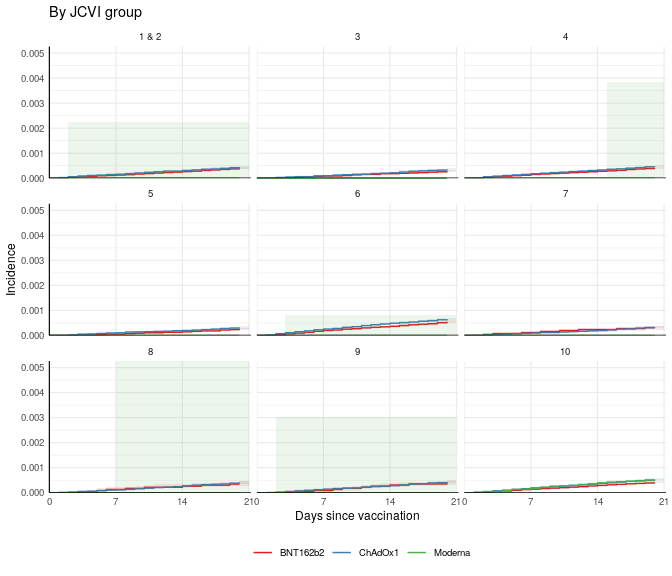 By JCVI group
1 & 2 3 4
0.005
0.004
0.003
0.002
0.001
0.000
5 6 7
0.005
0.004
0.003
0.002
0.001
0.000
Incidence
8 9 10
0.005
0.004
0.003
0.002
0.001
0.000
0 7 14 21 0 7 14 21 0 7 14 21
Days since vaccination
BNT162b2 ChAdOx1 Moderna